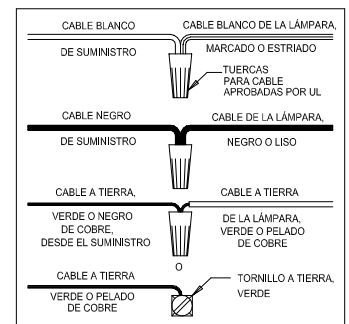 CABLE BLANCO
CABLE BLANCO DE LA LÁMPARA,
DE SUMINISTRO
MARCADO O ESTRIADO
TUERCAS
PARA CABLE
APROBADAS POR UL
CABLE NEGRO
CABLE DE LA LÁMPARA,
DE SUMINISTRO
NEGRO O LISO
CABLE A TIERRA,
CABLE A TIERRA
VERDE O NEGRO
DE COBRE,
DESDE EL SUMINISTRO
DE LA LÁMPARA,
VERDE O PELADO
DE COBRE
O
CABLE A TIERRA
VERDE O PELADO
DE COBRE
TORNILLO A TIERRA,
VERDE